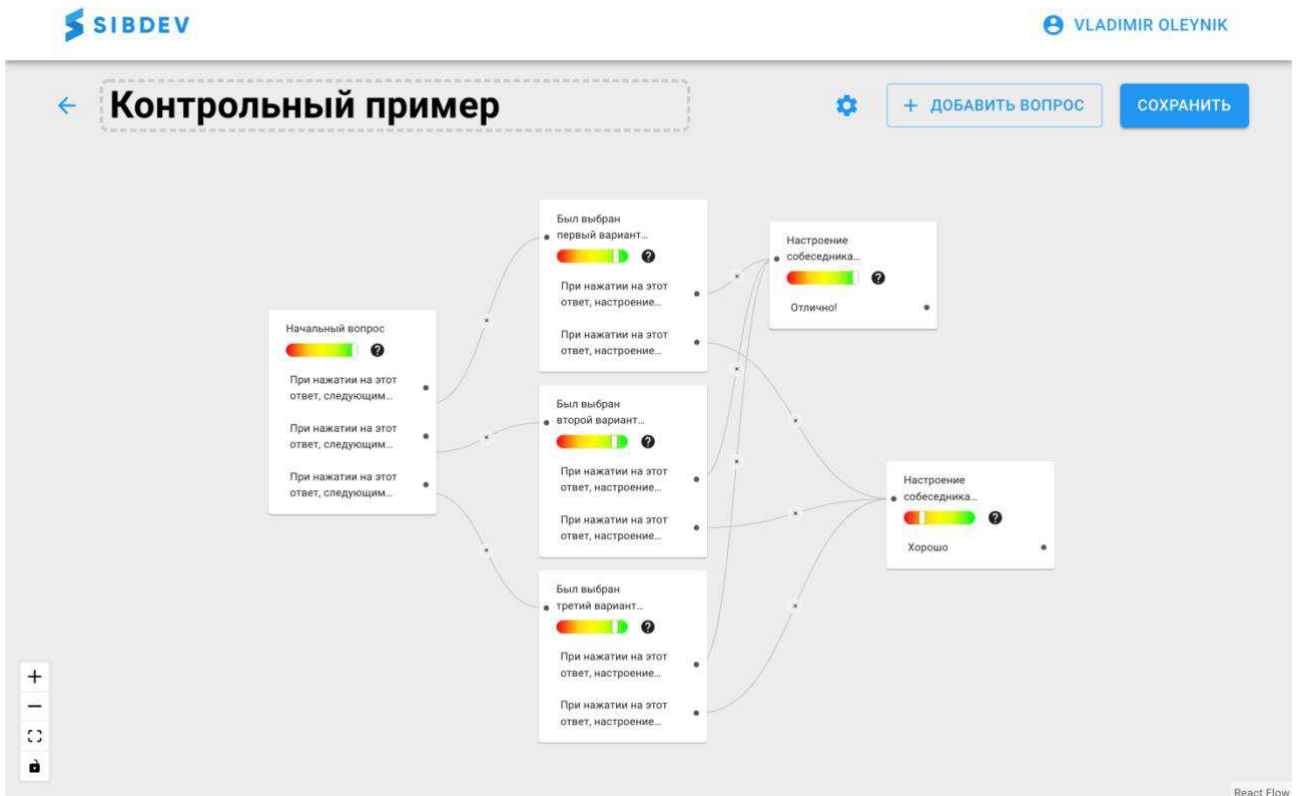 SIBDEV
VLADIMIR OLEYNIK
Контрольный пример
+ ДОБАВИТЬ ВОПРОС
СОХРАНИТЬ
Начальный вопрос
При нажатии на этот
ответ, следующим...
При нажатии на этот
ответ, следующим...
При нажатии на этот
ответ, следующим...
Был выбран
первый вариант...
При нажатии на этот
ответ, настроение...
При нажатии на этот
ответ, настроение...
Был выбран
второй вариант...
При нажатии на этот
ответ, настроение...
При нажатии на этот
ответ, настроение...
Был выбран
третий вариант...
При нажатии на этот
ответ, настроение...
При нажатии на этот
ответ, настроение...
Настроение
собеседника...
Отлично!
Настроение
собеседника...
Хорошо
React Flow